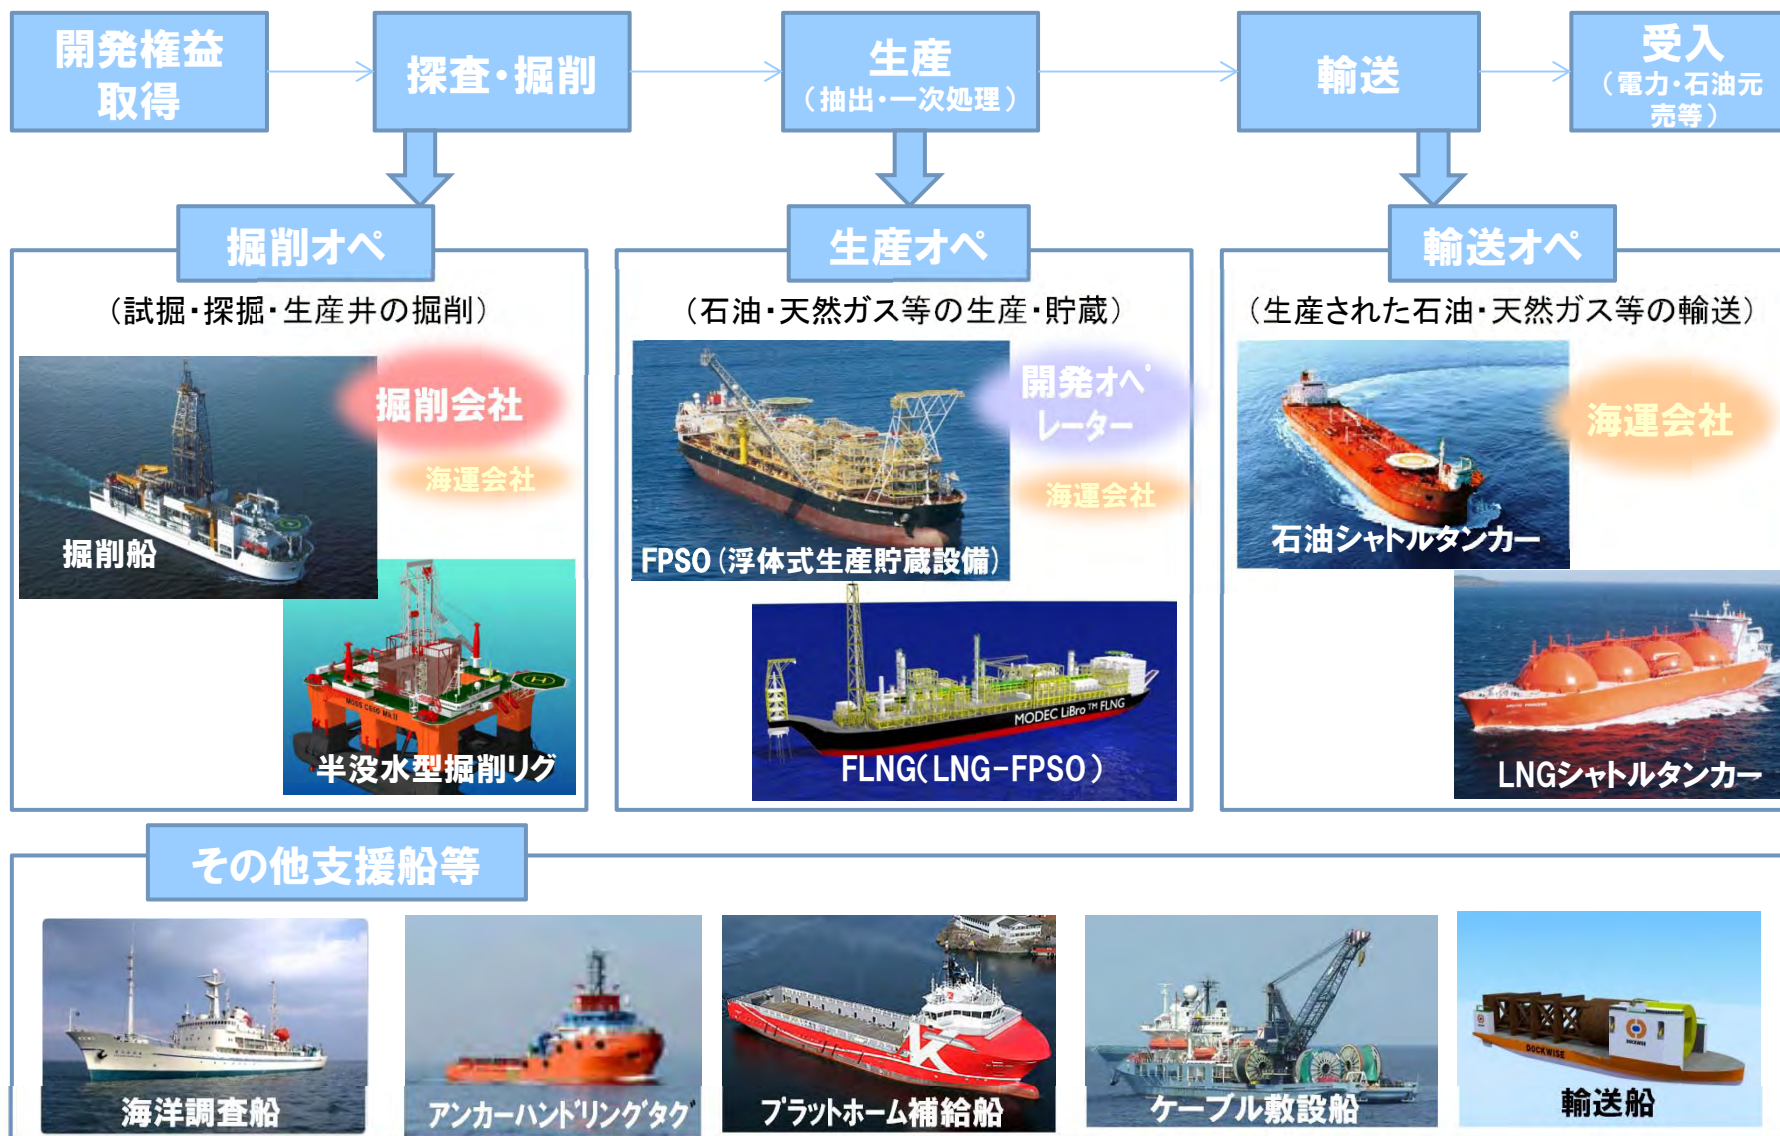 開発権益
取得
探査・掘削
生産
（抽出・一次処理）
輸送
受入
（電力・石油元
売等）
掘削オペ
生産オペ
輸送オペ
（試掘・探掘・生産井の掘削）
（石油・天然ガス等の生産・貯蔵）
（生産された石油・天然ガス等の輸送）
掘削会社
海運会社
掘削船
MOSS CS50 MkII
半没水型掘削リグ
開発オペ
レーター
海運会社
FPSO（浮体式生産貯蔵設備）
MODEC LiBro™ FLNG
FLNG(LNG-FPSO)
海運会社
石油シャトルタンカー
LNGシャトルタンカー
その他支援船等
海洋調査船
アンカーハンドリングタグ
K
プラットホーム補給船
ケーブル敷設船
DOCKWISE
DOCKWISE
輸送船